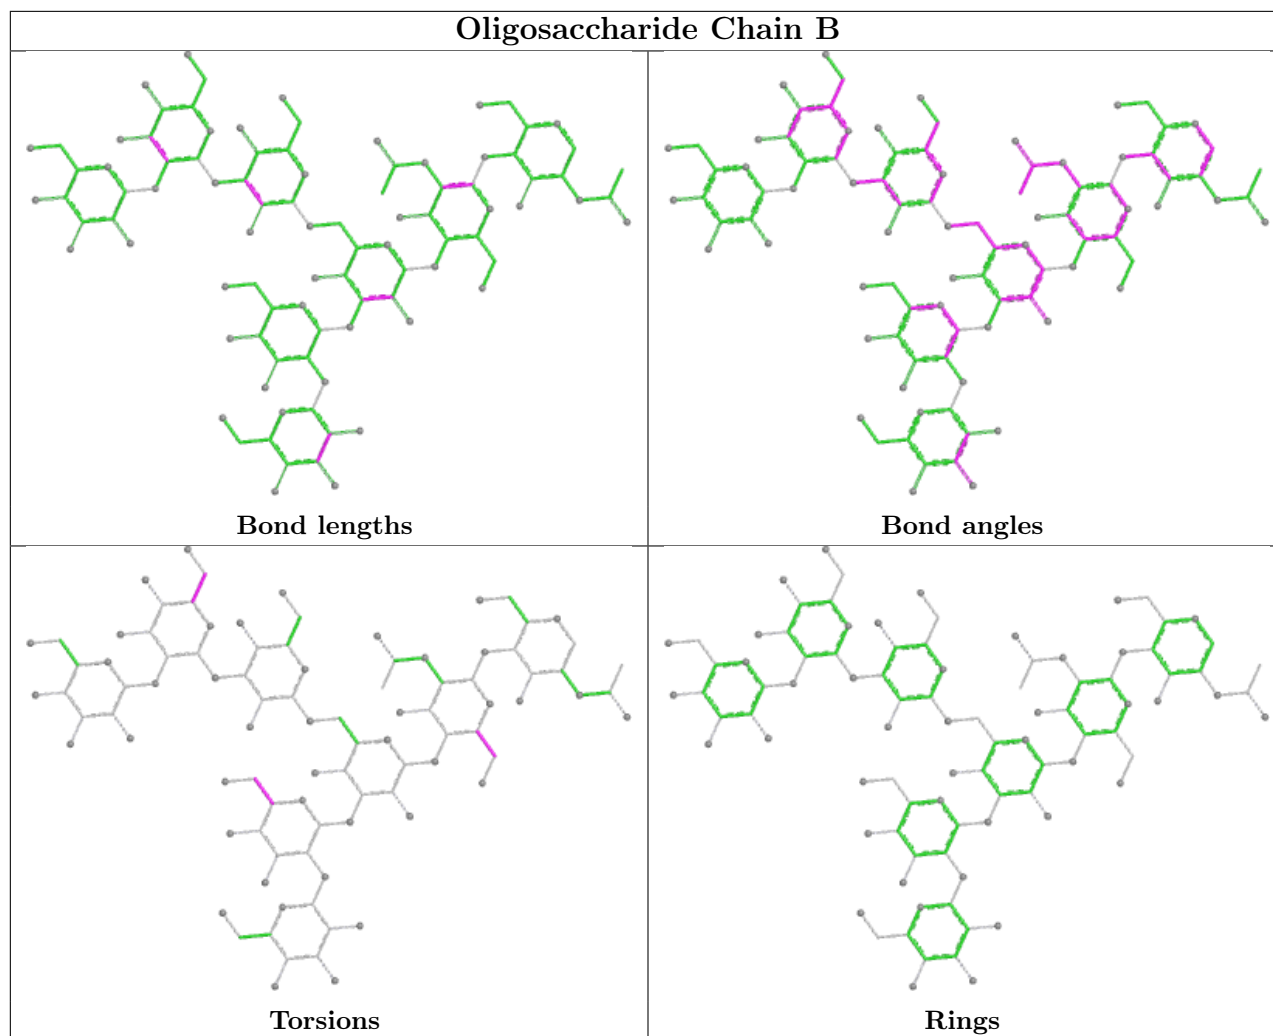 Oligosaccharide Chain B
Bond lengths
Bond angles
Torsions
Rings